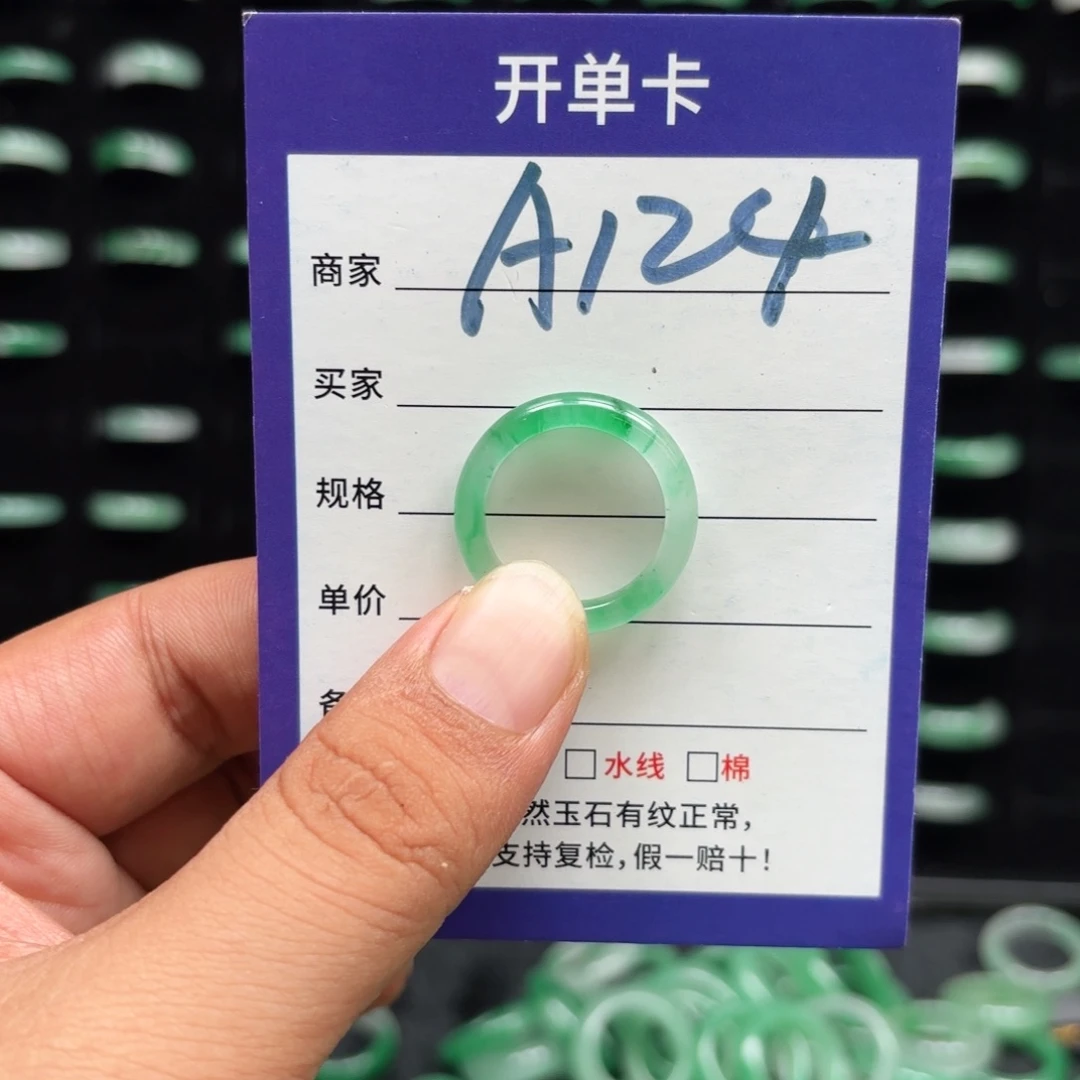 开单卡
商家 A124
买家
规格
单价
水线 棉
然玉石有纹正常，
支持复检，假一赔十！